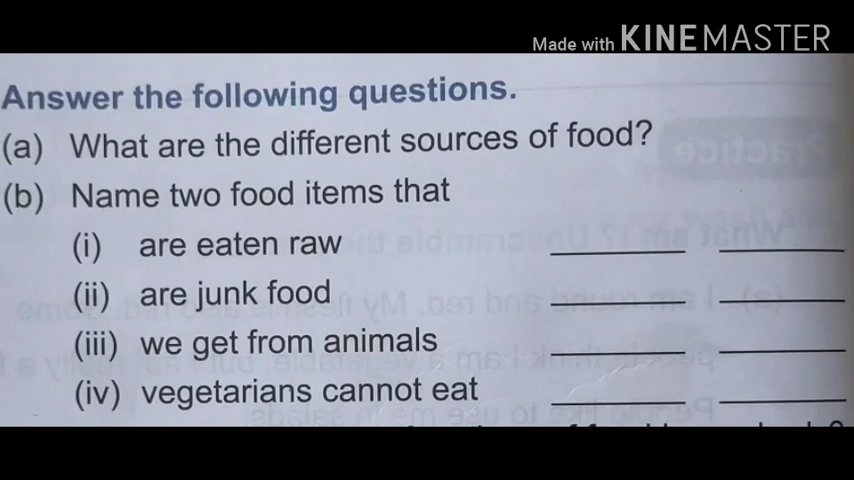 Made with KINEMASTER
Answer the following questions.
(a) What are the different sources of food?
(b) Name two food items that
(i) are eaten raw
(ii) are junk food
(iii) we get from animals
(iv) vegetarians cannot eat